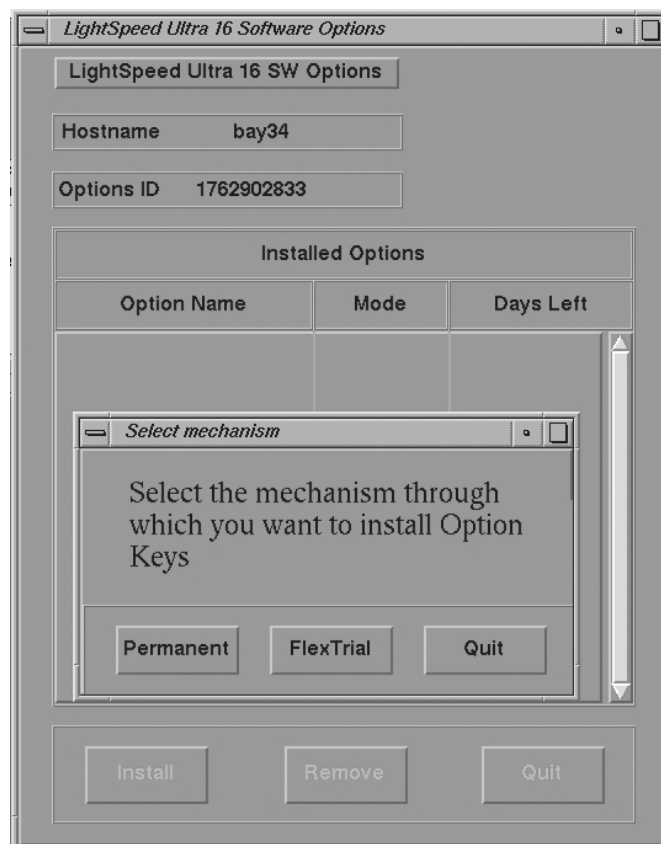 LightSpeed Ultra 16 Software Options
LightSpeed Ultra 16 SW Options
Hostname bay34
Options ID 1762902833
Installed Options
Option Name Mode Days Left
Select mechanism
Select the mechanism through
which you want to install Option
Keys
Permanent FlexTrial Quit
Install Remove Quit